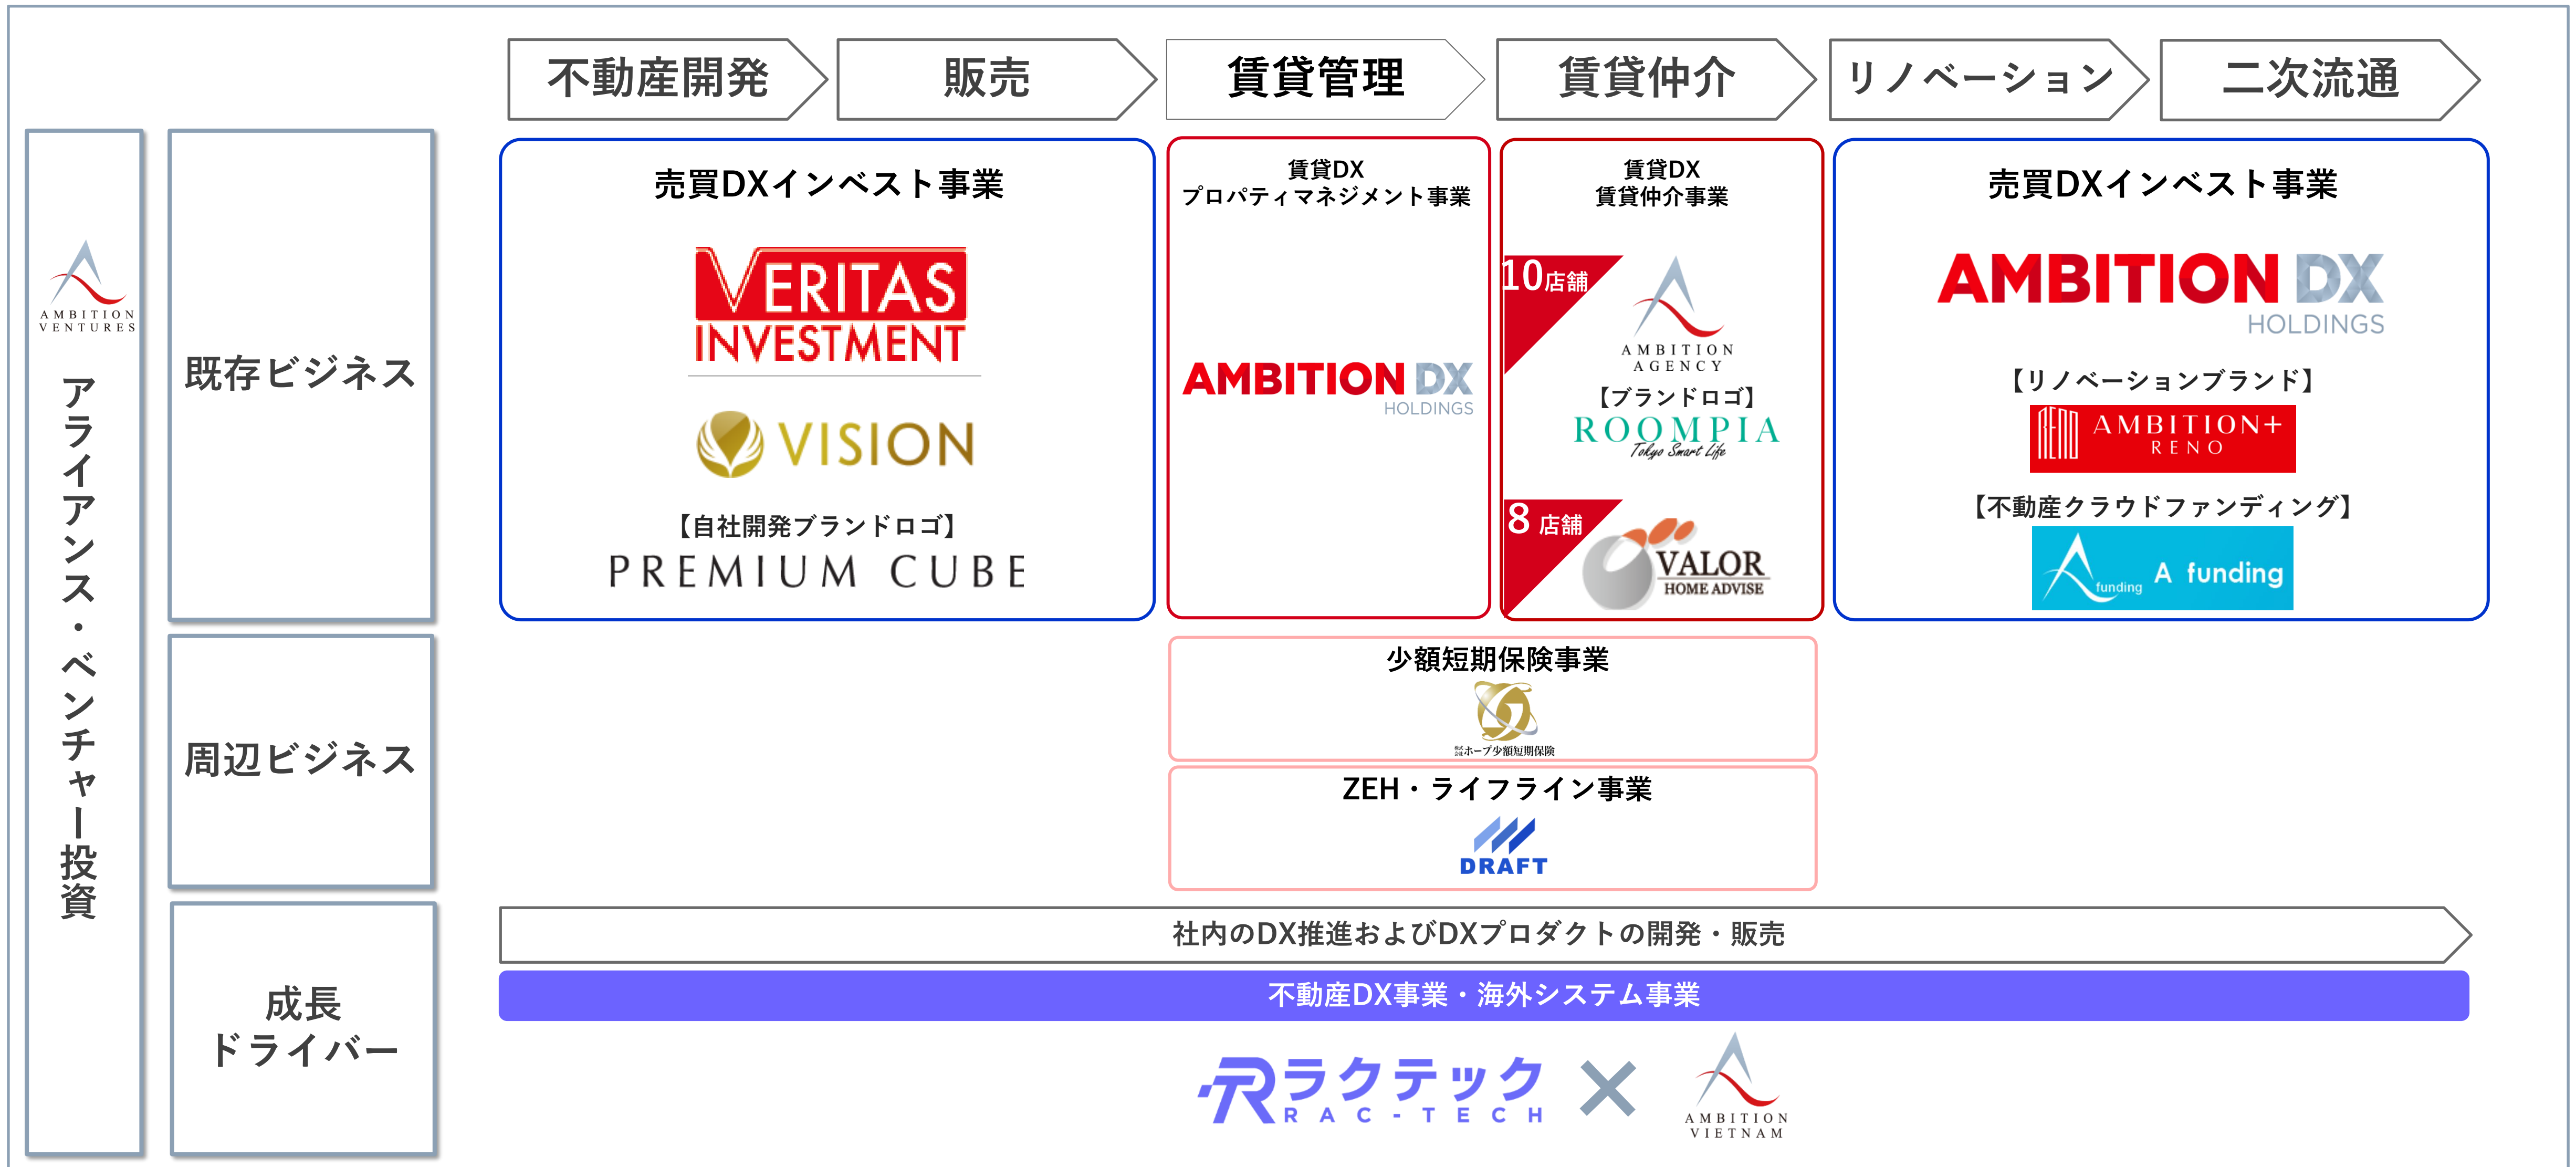 不動産開発
販売
賃貸管理
賃貸仲介
リノベーション
二次流通
AMBITION
VENTURES
アライアンス・ベンチャー投資
既存ビジネス
売買DXインベスト事業
VERITAS
INVESTMENT
VISION
【自社開発ブランドロゴ】
PREMIUM CUBE
賃貸DX
プロパティマネジメント事業
AMBITION DX
HOLDINGS
賃貸DX
賃貸仲介事業
10店舗
AMBITION
AGENCY
【ブランドロゴ】
ROOMPIA
Tokyo Smart Life
8 店舗
VALOR
HOME ADVISE
売買DXインベスト事業
AMBITION DX
HOLDINGS
【リノベーションブランド】
RENO
AMBITION+
RENO
【不動産クラウドファンディング】
funding
A funding
周辺ビジネス
少額短期保険事業
株式会社ホープ少額短期保険
ZEH・ライフライン事業
DRAFT
成長
ドライバー
社内のDX推進およびDXプロダクトの開発・販売
不動産DX事業・海外システム事業
ラクテック
RAC-TECH
×
AMBITION
VIETNAM